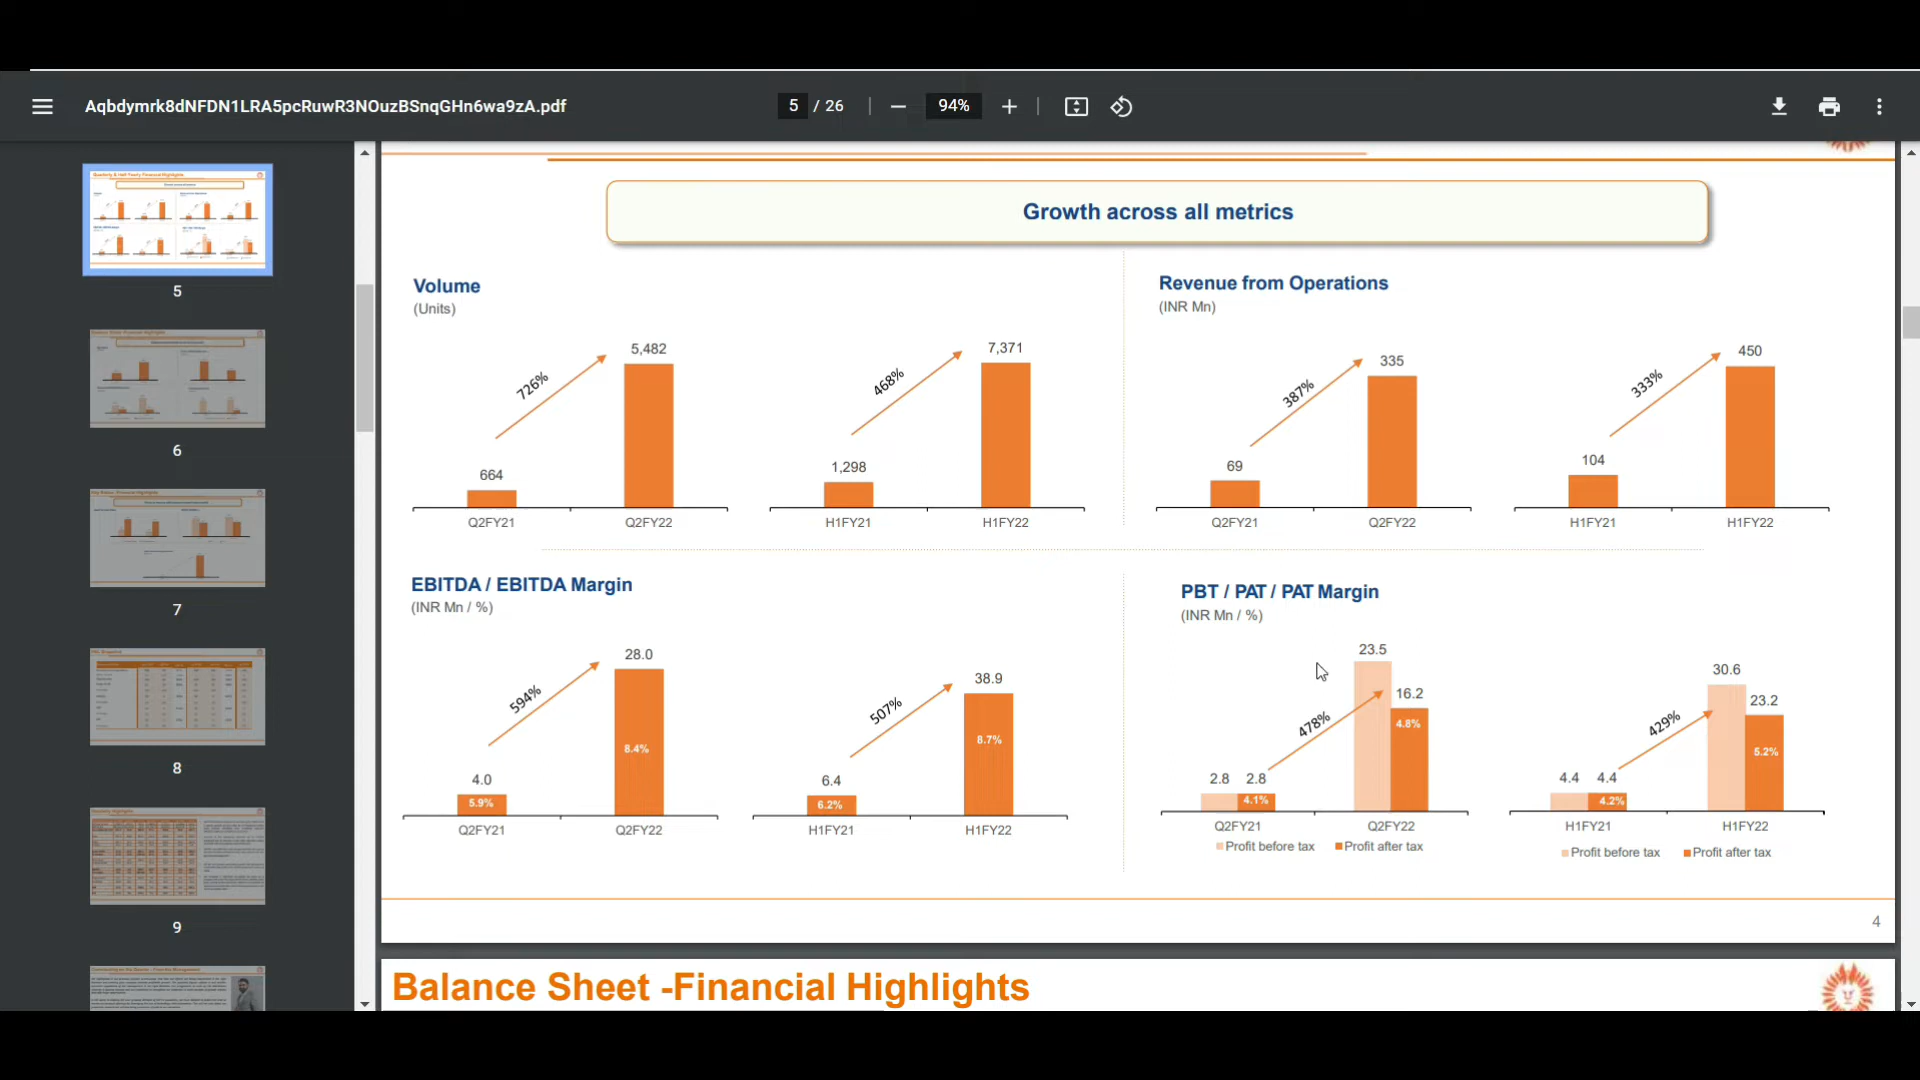 Aqbdymrk8dNFDN1LRA5pcRuwR3NOuzBSnqGHn6wa9zA.pdf
5 / 26
94%
5
6
7
8
9
Growth across all metrics
Volume
(Units)
664
726%
5,482
Q2FY21
Q2FY22
1,298
468%
7,371
H1FY21
H1FY22
Revenue from Operations
(INR Mn)
69
387%
335
Q2FY21
Q2FY22
104
333%
450
H1FY21
H1FY22
EBITDA / EBITDA Margin
(INR Mn / %)
4.0
5.9%
594%
28.0
8.4%
Q2FY21
Q2FY22
6.4
6.2%
507%
38.9
8.7%
H1FY21
H1FY22
PBT / PAT / PAT Margin
(INR Mn / %)
2.8 2.8
4.1%
478%
23.5
16.2
4.8%
Q2FY21
Q2FY22
Profit before tax
Profit after tax
4.4 4.4
4.2%
429%
30.6
23.2
5.2%
H1FY21
H1FY22
Profit before tax
Profit after tax
4
Balance Sheet -Financial Highlights